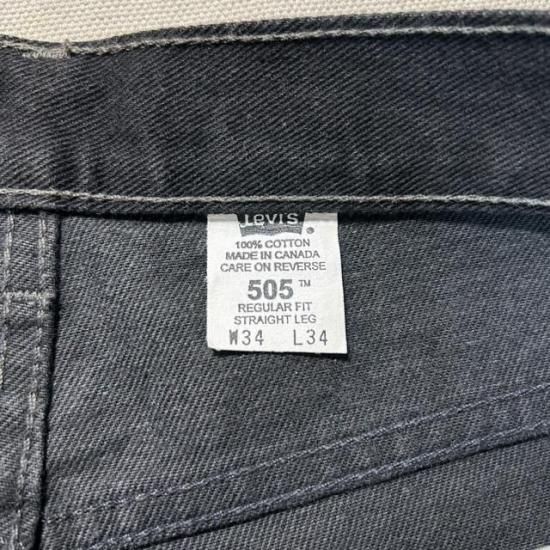 Levi's ®
100% COTTON
MADE IN CANADA
CARE ON REVERSE
505 ™
REGULAR FIT
STRAIGHT LEG
W34 L34